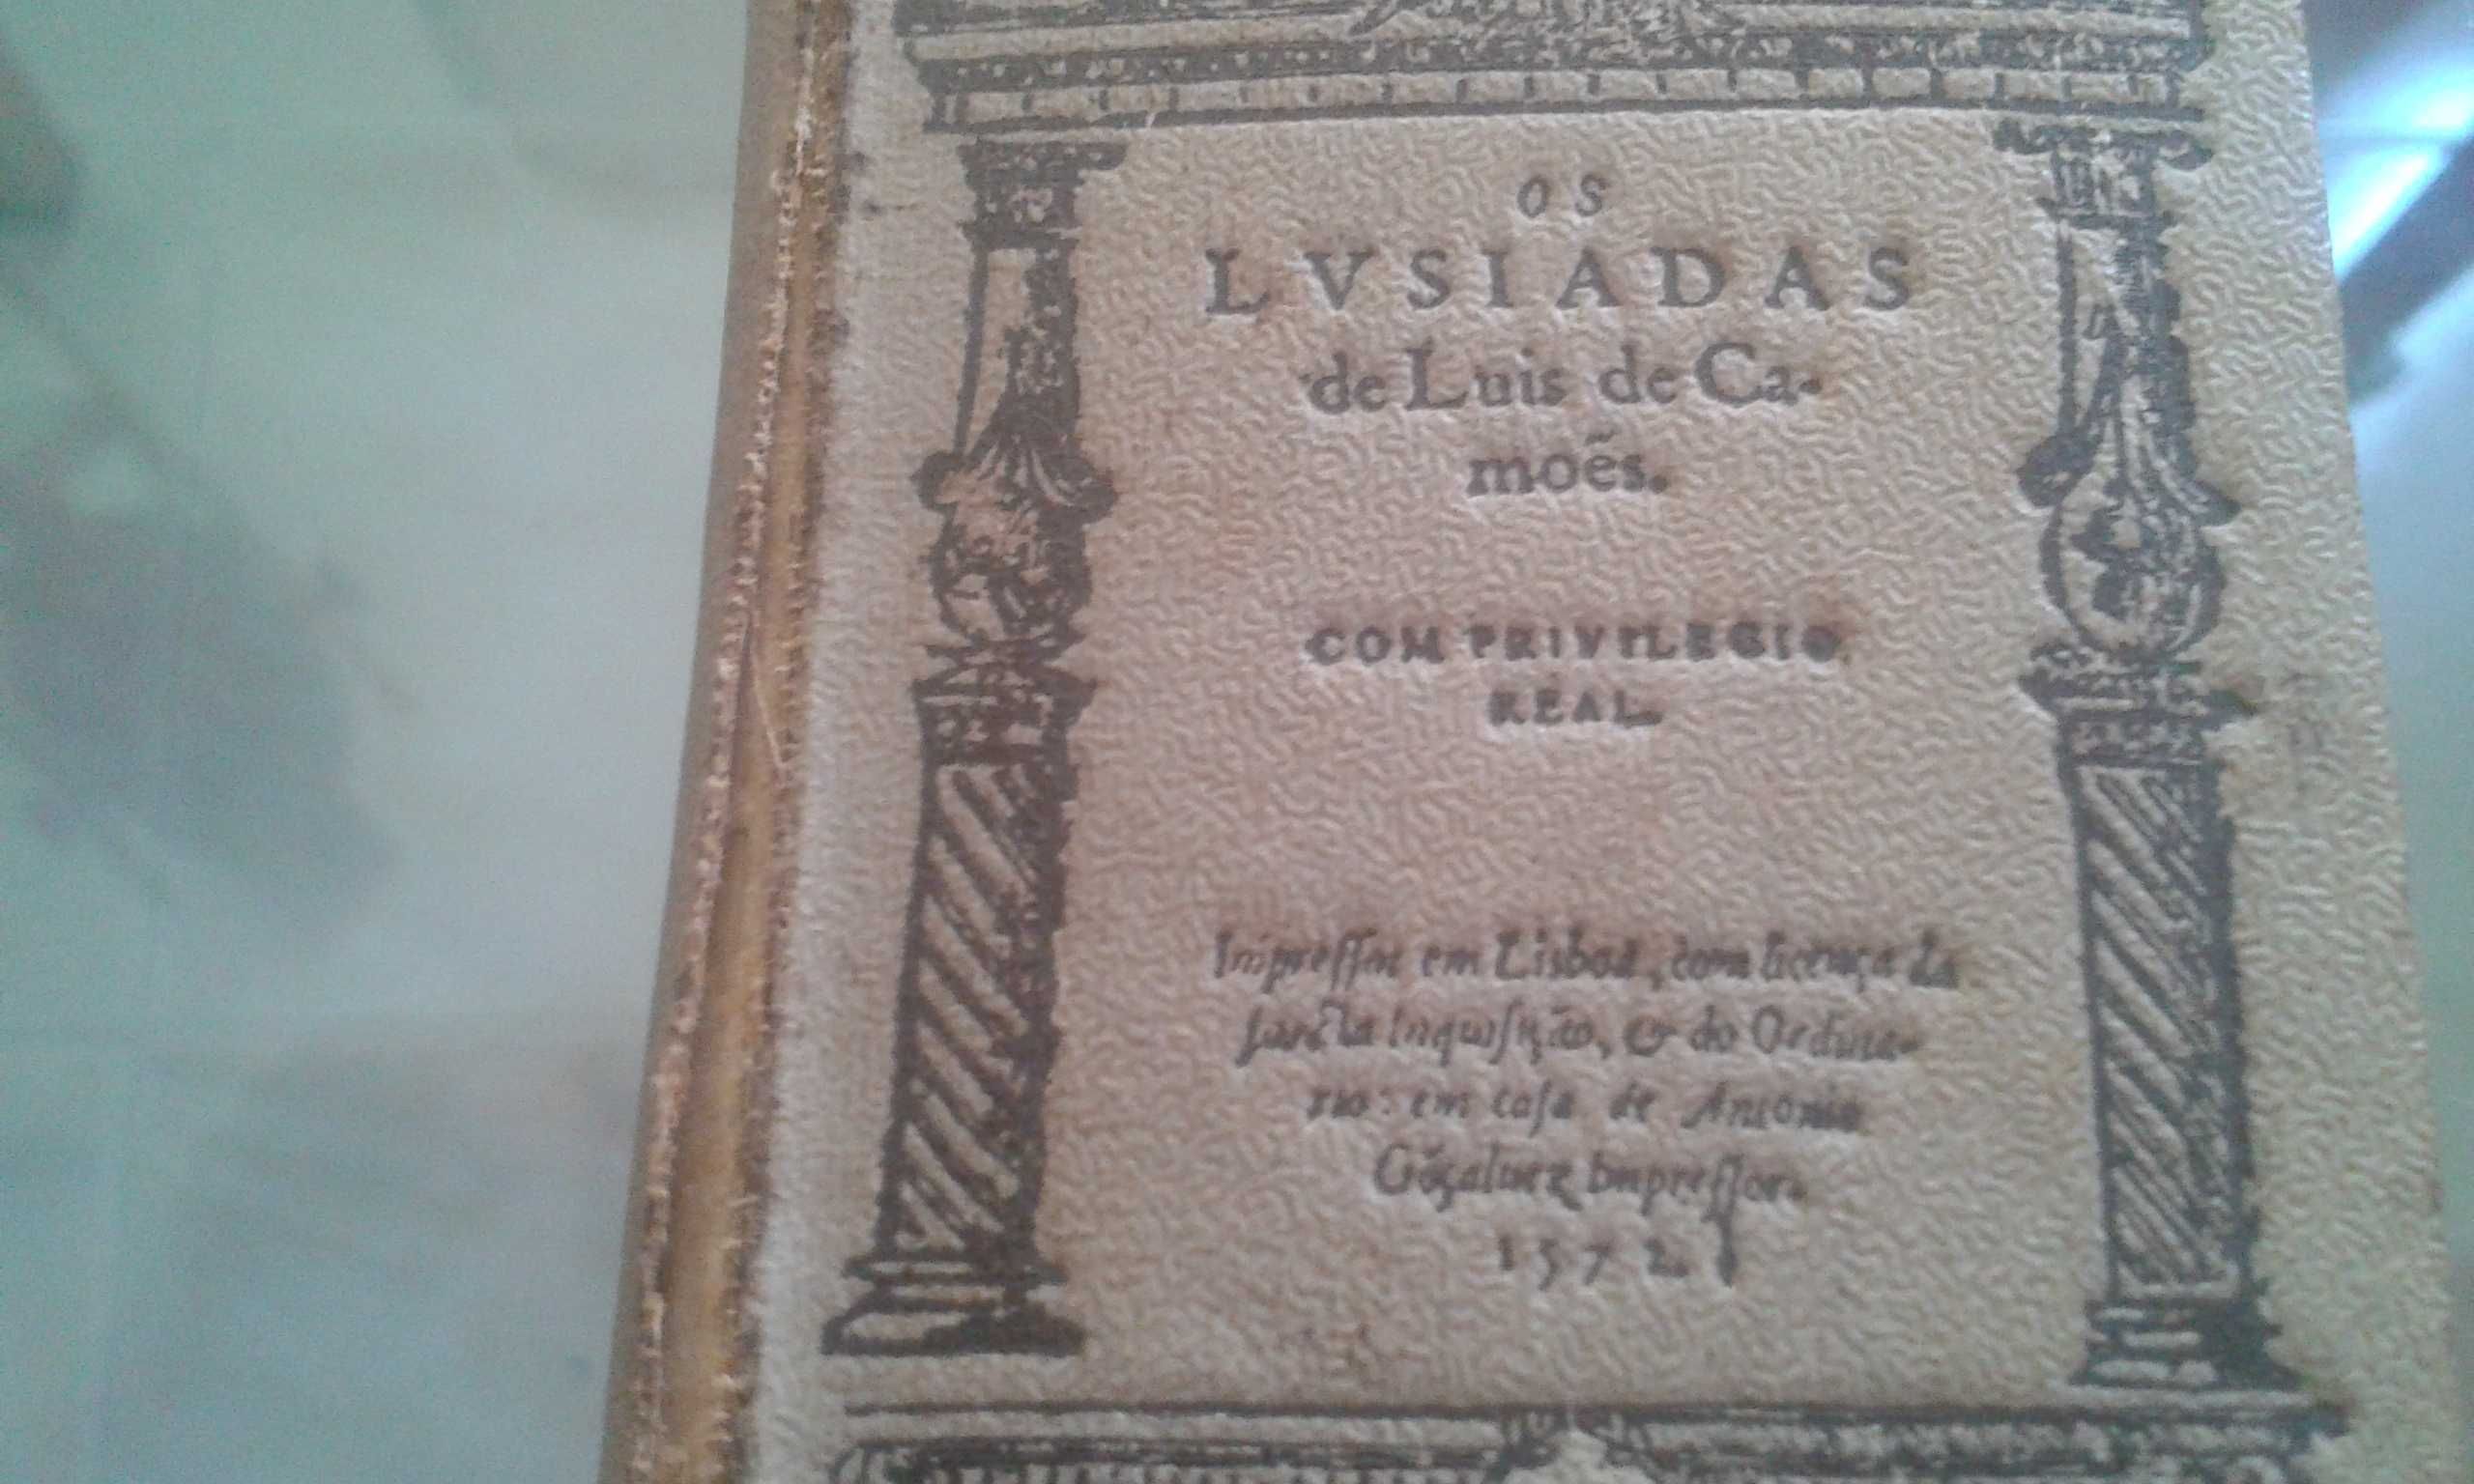 OS
LVSIADAS
de Luis de Ca-
moẽs.
COM PRIVILEGIO
REAL.
Impressos em Lisboa, com licença da
sancta Inquisição, & do Ordina-
rio: em casa de Antonio
Gõçaluez Impressor.
1572.